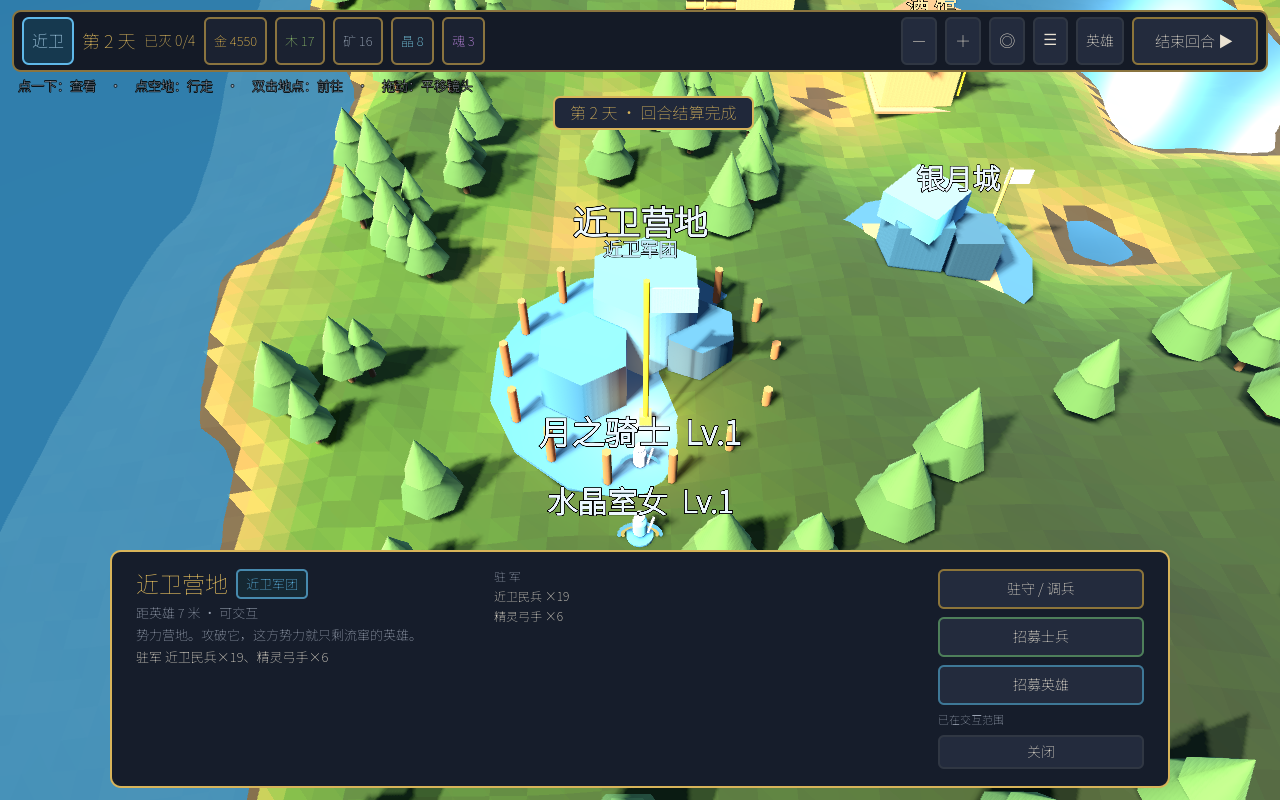 近卫 第 2 天 已灭 0/4 金 4550 木 17 矿 16 晶 8 魂 3 － ＋ ◎ ☰ 英雄 结束回合 ▶
点一下：查看 · 点空地：行走 · 双击地点：前往 · 拖动：平移镜头
第 2 天 · 回合结算完成
银月城
近卫营地
近卫军团
月之骑士 Lv.1
水晶室女 Lv.1
近卫营地 近卫军团
距英雄 7 米 · 可交互
势力营地。攻破它，这方势力就只剩流窜的英雄。
驻军 近卫民兵×19、精灵弓手×6
驻 军
近卫民兵 ×19
精灵弓手 ×6
驻守 / 调兵
招募士兵
招募英雄
已在交互范围
关闭